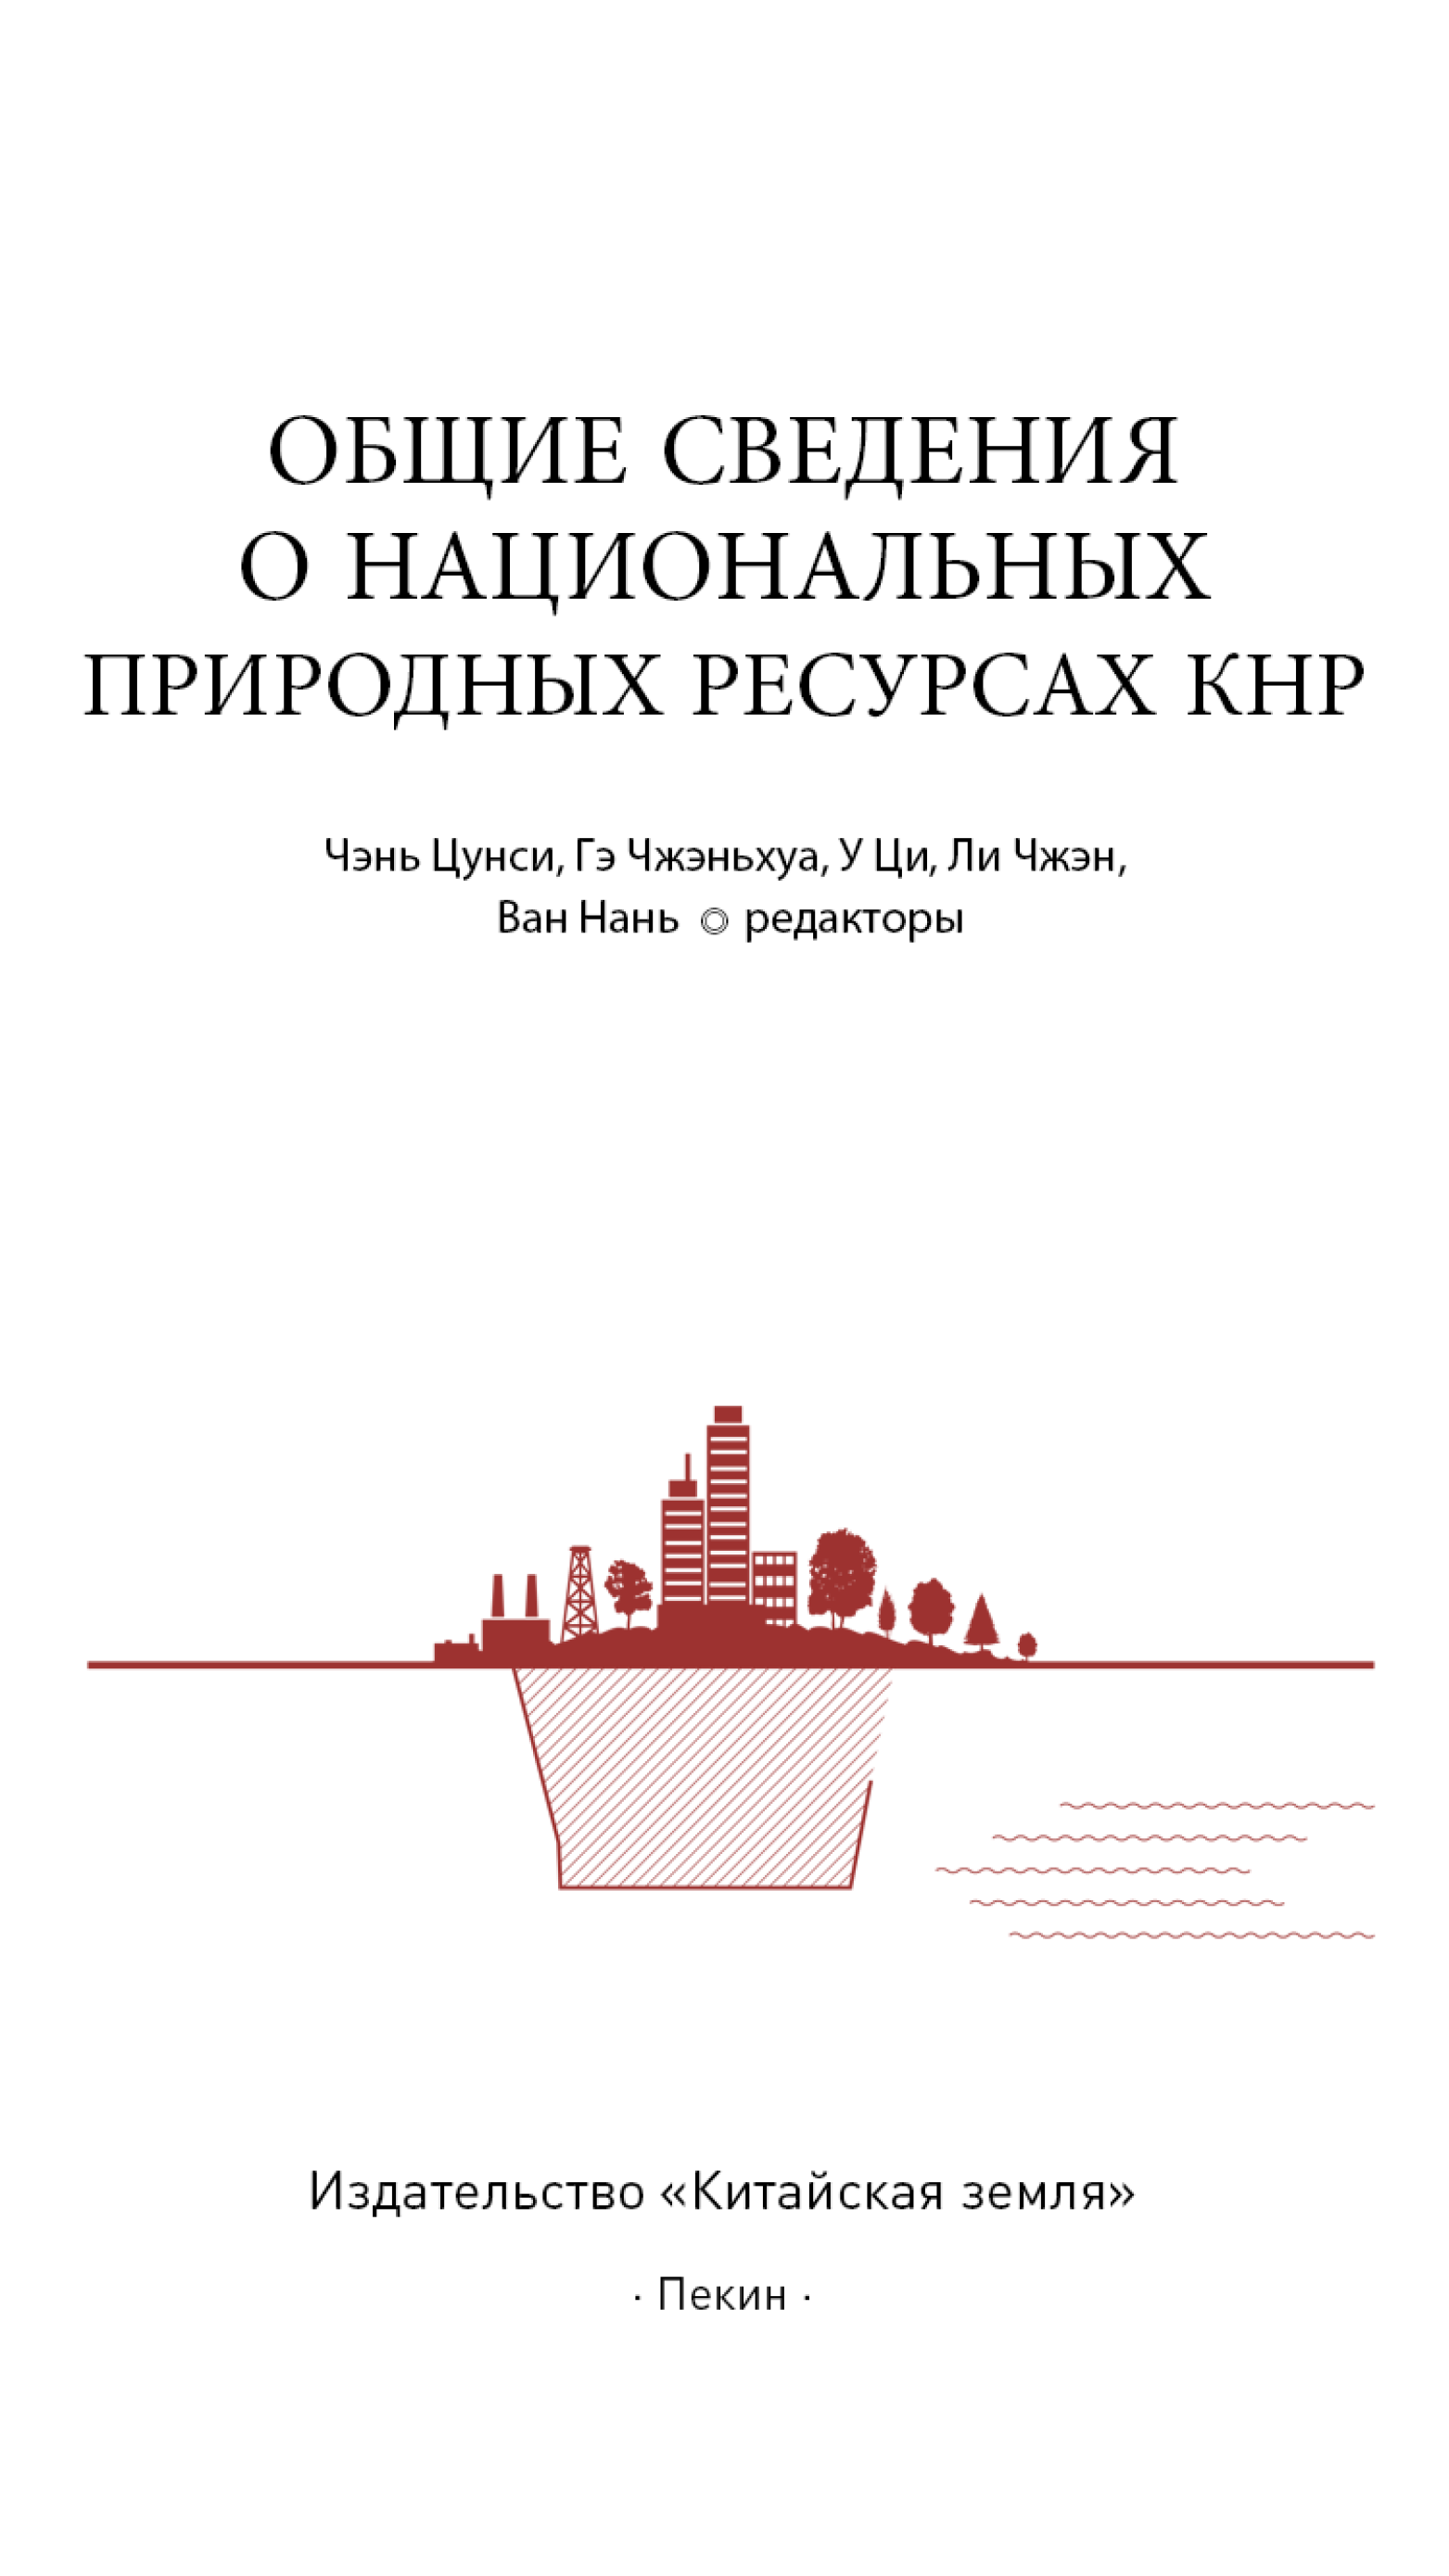 ОБЩИЕ СВЕДЕНИЯ
О НАЦИОНАЛЬНЫХ
ПРИРОДНЫХ РЕСУРСАХ КНР
Чэнь Цунси, Гэ Чжэньхуа, У Ци, Ли Чжэн,
Ван Нань ◎ редакторы
Издательство «Китайская земля»
· Пекин ·